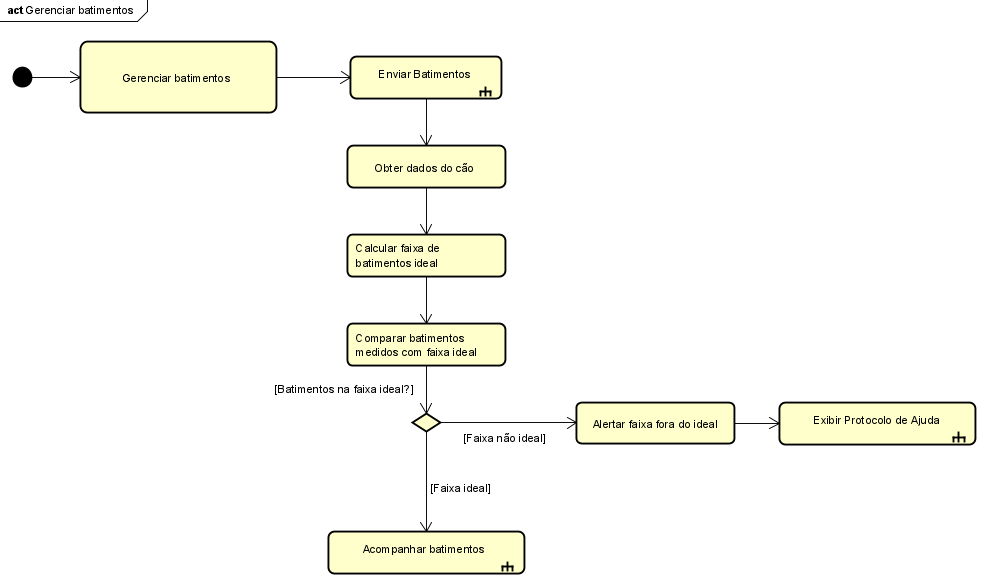 act Gerenciar batimentos
Gerenciar batimentos
Enviar Batimentos
Obter dados do cão
Calcular faixa de
batimentos ideal
Comparar batimentos
medidos com faixa ideal
[Batimentos na faixa ideal?]
[Faixa não ideal]
Alertar faixa fora do ideal
Exibir Protocolo de Ajuda
[Faixa ideal]
Acompanhar batimentos